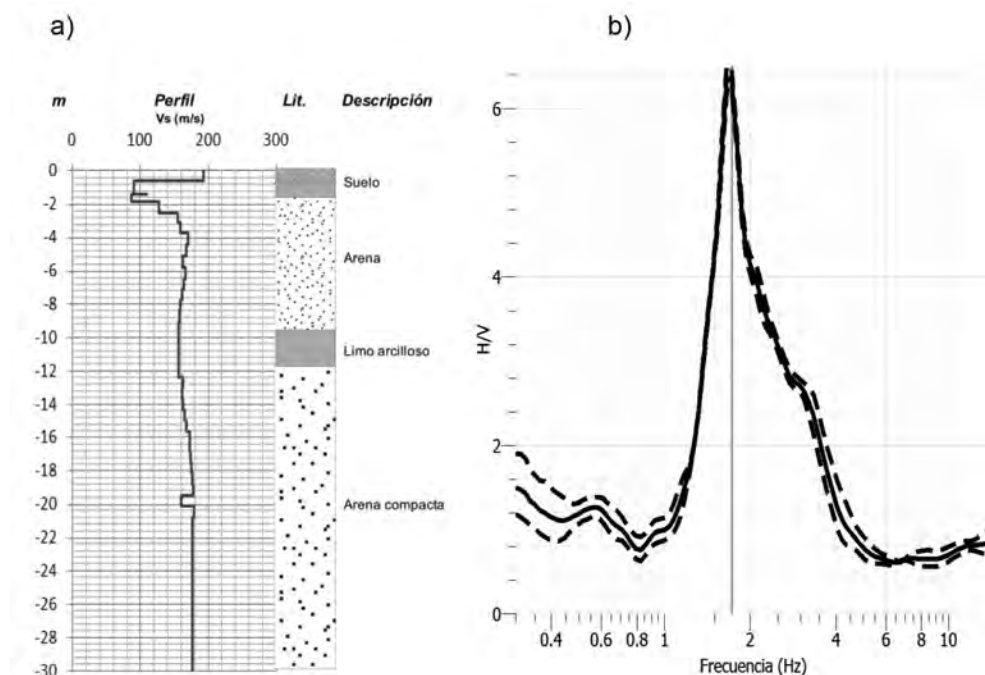 a)
m Perfil Lit. Descripción
Vs (m/s)
0 100 200 300
0
Suelo
-2
-4
Arena
-6
-8
-10
Limo arcilloso
-12
-14
-16
-18
-20
Arena compacta
-22
-24
-26
-28
-30
b)
6
4
H/V
2
0
0.4 0.6 0.8 1 2 4 6 8 10
Frecuencia (Hz)